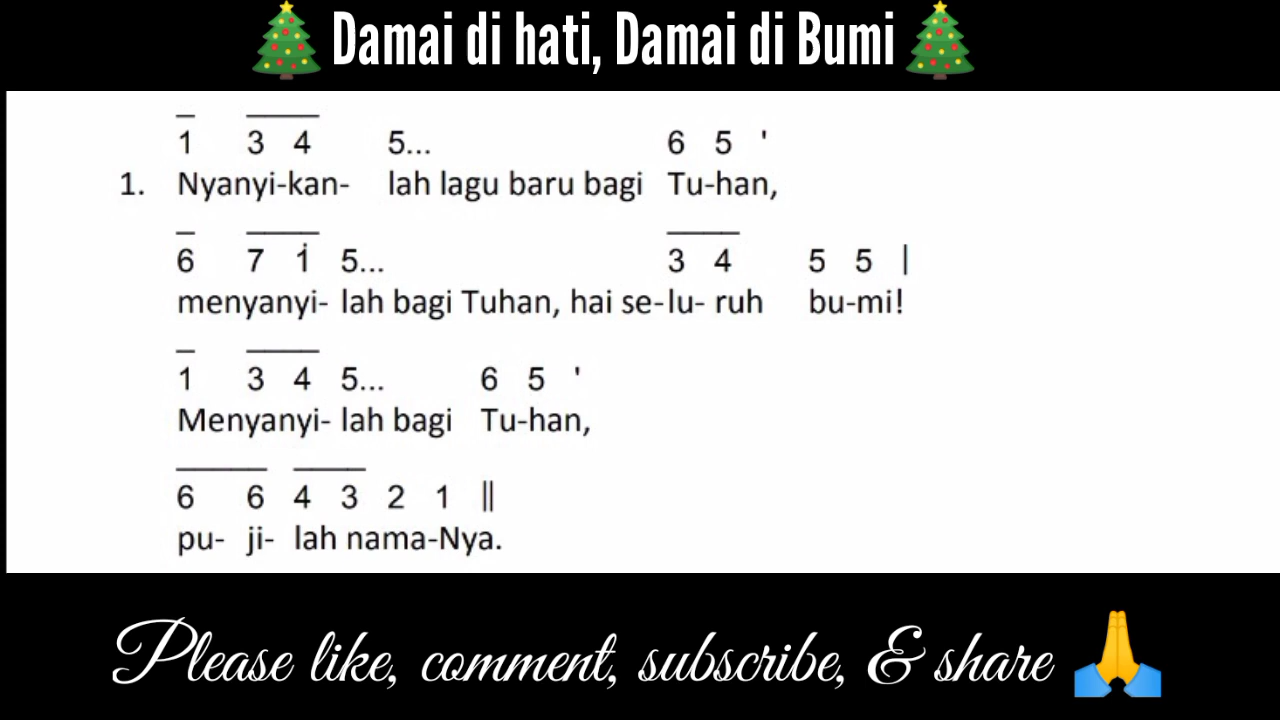 🎄Damai di hati, Damai di Bumi🎄
1 3 4 5... 6 5 '
1. Nyanyi-kan- lah lagu baru bagi Tu-han,
6 7 1̇ 5... 3 4 5 5 |
menyanyi- lah bagi Tuhan, hai se-lu- ruh bu-mi!
1 3 4 5... 6 5 '
Menyanyi- lah bagi Tu-han,
6 6 4 3 2 1 ||
pu- ji- lah nama-Nya.
Please like, comment, subscribe, & share 🙏